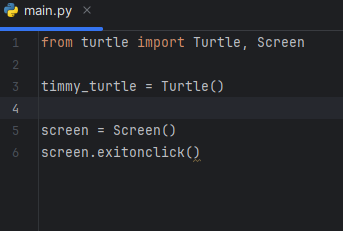 main.py
1 from turtle import Turtle, Screen
2
3 timmy_turtle = Turtle()
4
5 screen = Screen()
6 screen.exitonclick()